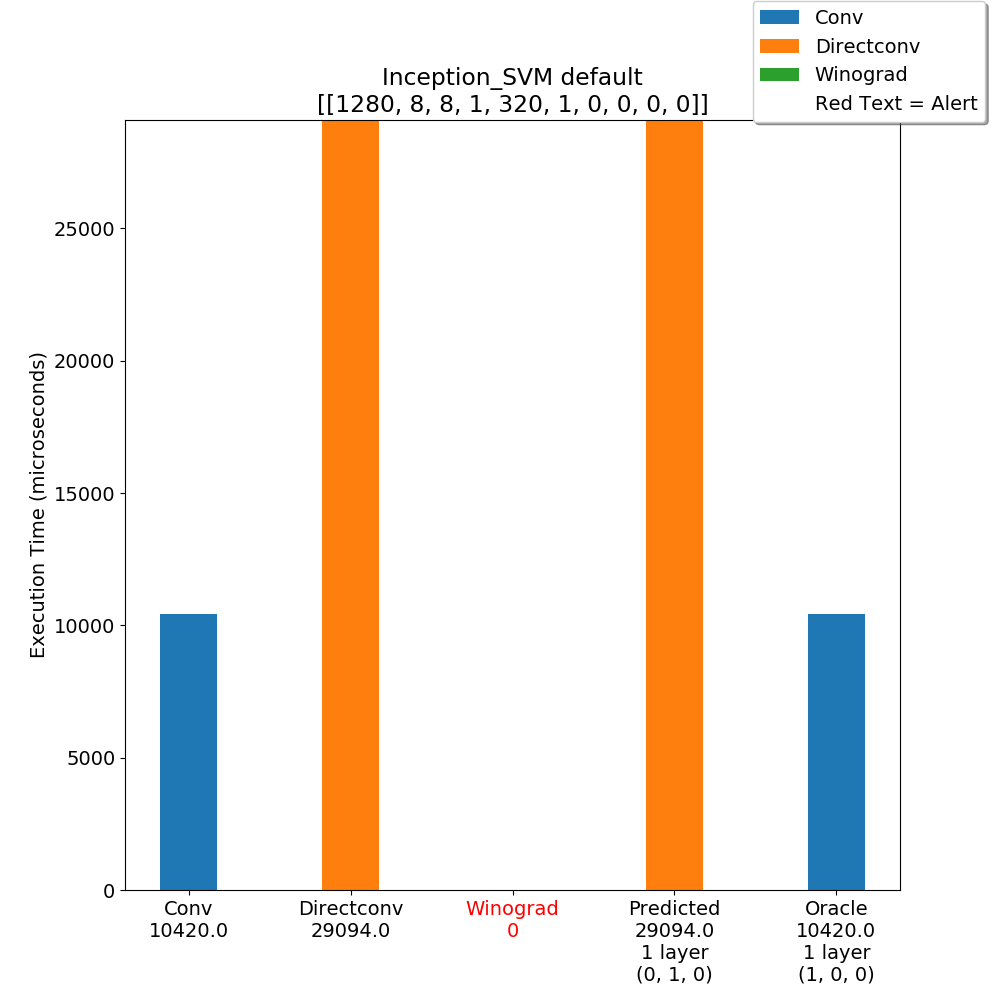 Conv
Directconv
Winograd
Red Text = Alert
Inception_SVM default
[[1280, 8, 8, 1, 320, 1, 0, 0, 0, 0]]
Execution Time (microseconds)
25000
20000
15000
10000
5000
0
Conv
10420.0
Directconv
29094.0
Winograd
0
Predicted
29094.0
1 layer
(0, 1, 0)
Oracle
10420.0
1 layer
(1, 0, 0)